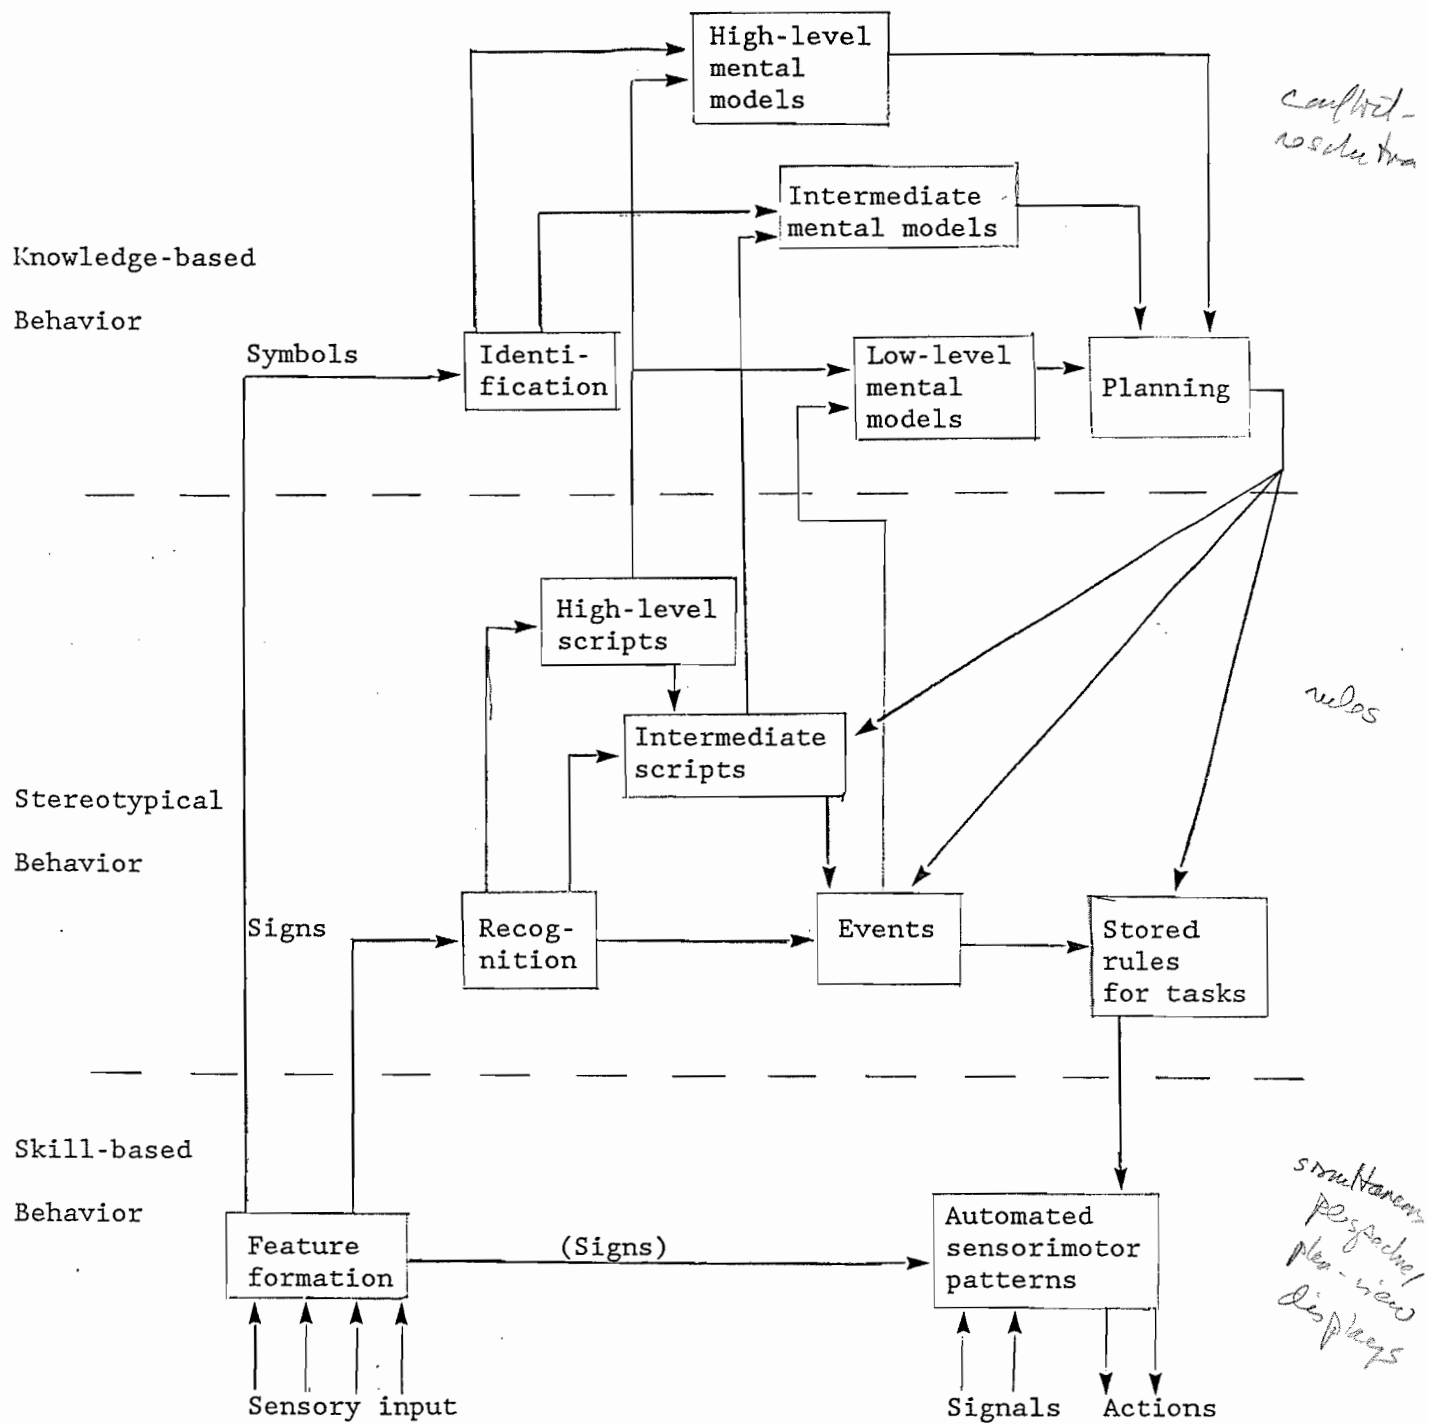 High-level
mental
models
conflict-
resolution
Intermediate
mental models
Knowledge-based
Behavior
Symbols
Identi-
fication
Low-level
mental
models
Planning
High-level
scripts
rules
Intermediate
scripts
Stereotypical
Behavior
Signs
Recog-
nition
Events
Stored
rules
for tasks
Skill-based
Behavior
simultaneous
plan-view
displays
Feature
formation
(Signs)
Automated
sensorimotor
patterns
Sensory input
Signals
Actions